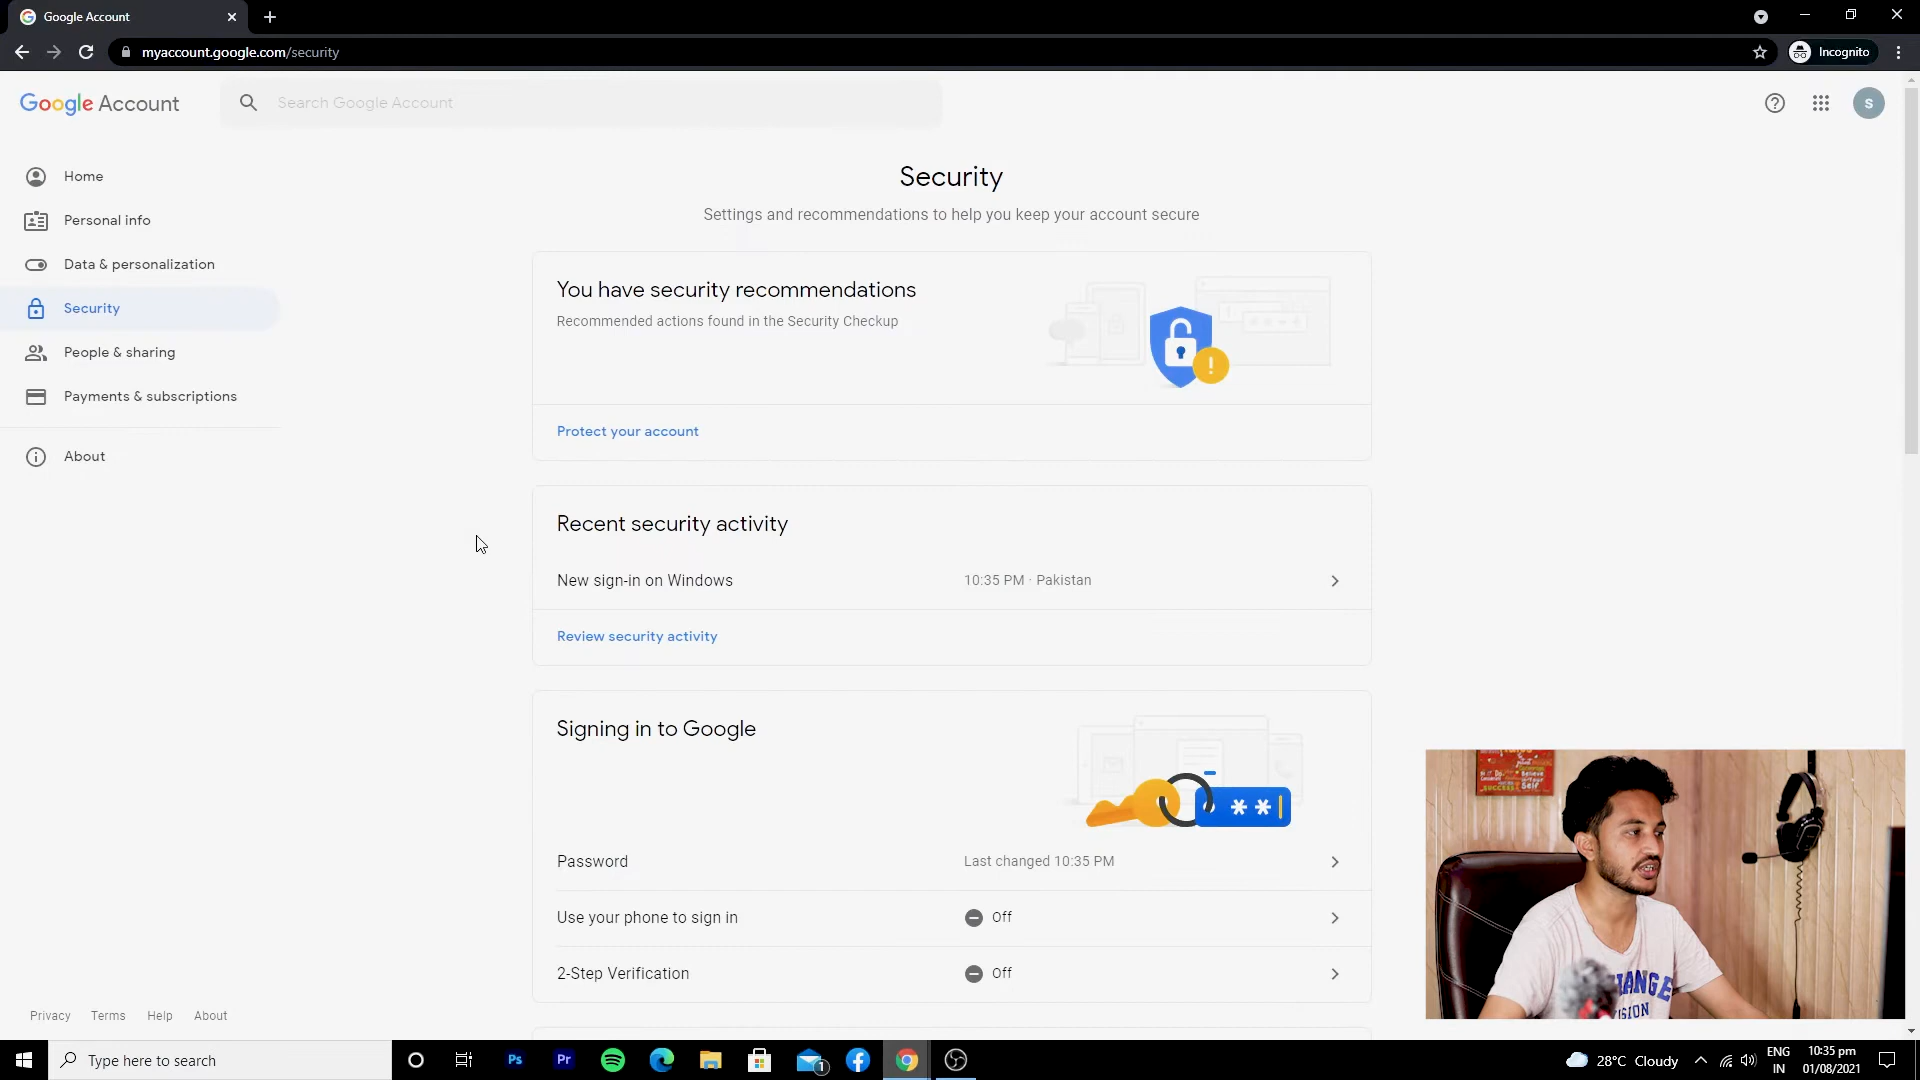 Google Account
myaccount.google.com/security
Incognito
Google Account
Search Google Account
S
Home
Personal info
Data & personalization
Security
People & sharing
Payments & subscriptions
About
Security
Settings and recommendations to help you keep your account secure
You have security recommendations
Recommended actions found in the Security Checkup
Protect your account
Recent security activity
New sign-in on Windows
10:35 PM · Pakistan
Review security activity
Signing in to Google
Password
Last changed 10:35 PM
Use your phone to sign in
Off
2-Step Verification
Off
Privacy
Terms
Help
About
Type here to search
Ps
Pr
1
28°C Cloudy
ENG
IN
10:35 pm
01/08/2021